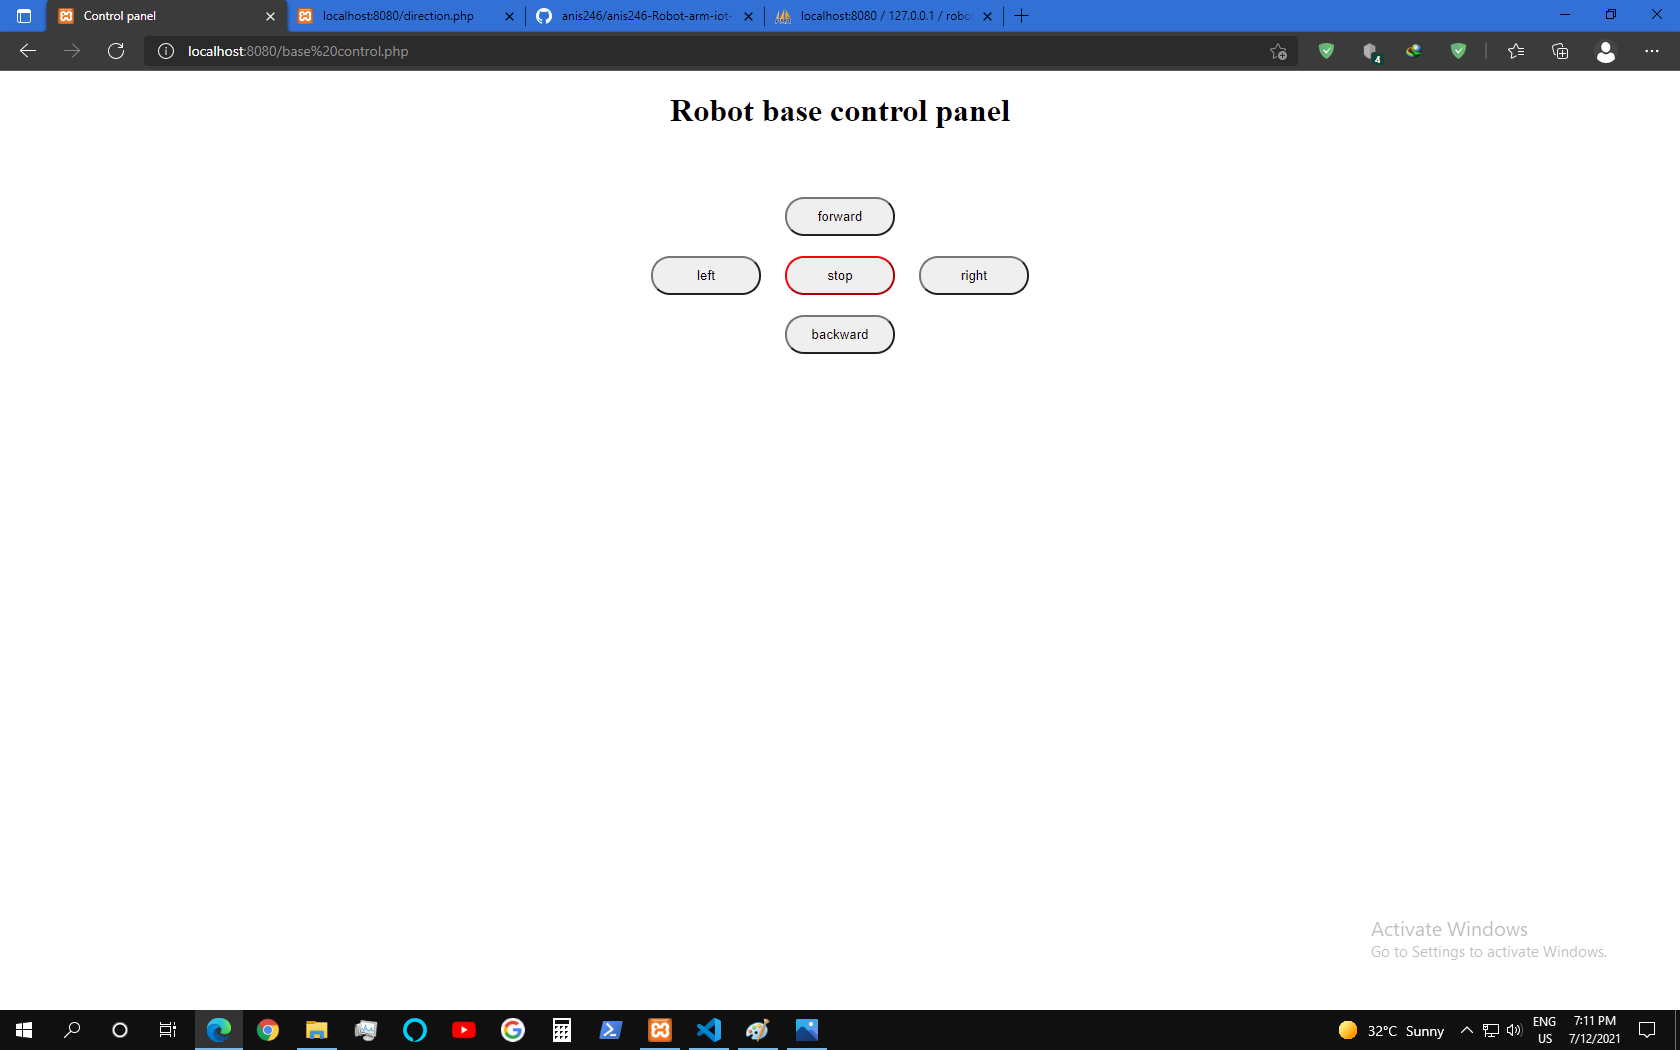 Control panel
localhost:8080/direction.php
anis246/anis246-Robot-arm-iot-
localhost:8080 / 127.0.0.1 / robo
localhost:8080/base%20control.php
4
Robot base control panel
forward
left
stop
right
backward
Activate Windows
Go to Settings to activate Windows.
32°C Sunny
ENG
US
7:11 PM
7/12/2021